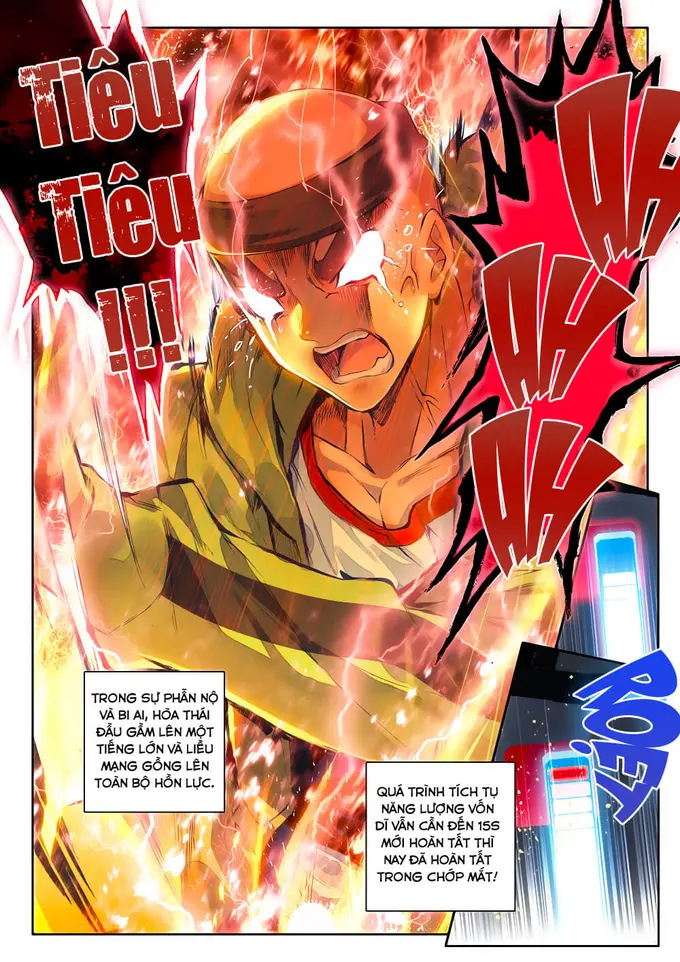 Tiêu
Tiêu
!!!
AH
AH
AH
RỌẸT
TRONG SỰ PHẪN NỘ
VÀ BI AI, HÒA THÁI
ĐẦU GẦM LÊN MỘT
TIẾNG LỚN VÀ LIỀU
MẠNG GỒNG LÊN
TOÀN BỘ HỒN LỰC.
QUÁ TRÌNH TÍCH TỤ
NĂNG LƯỢNG VỐN
DĨ VẪN CẦN ĐẾN 15S
MỚI HOÀN TẤT THÌ
NAY ĐÃ HOÀN TẤT
TRONG CHỚP MẮT!